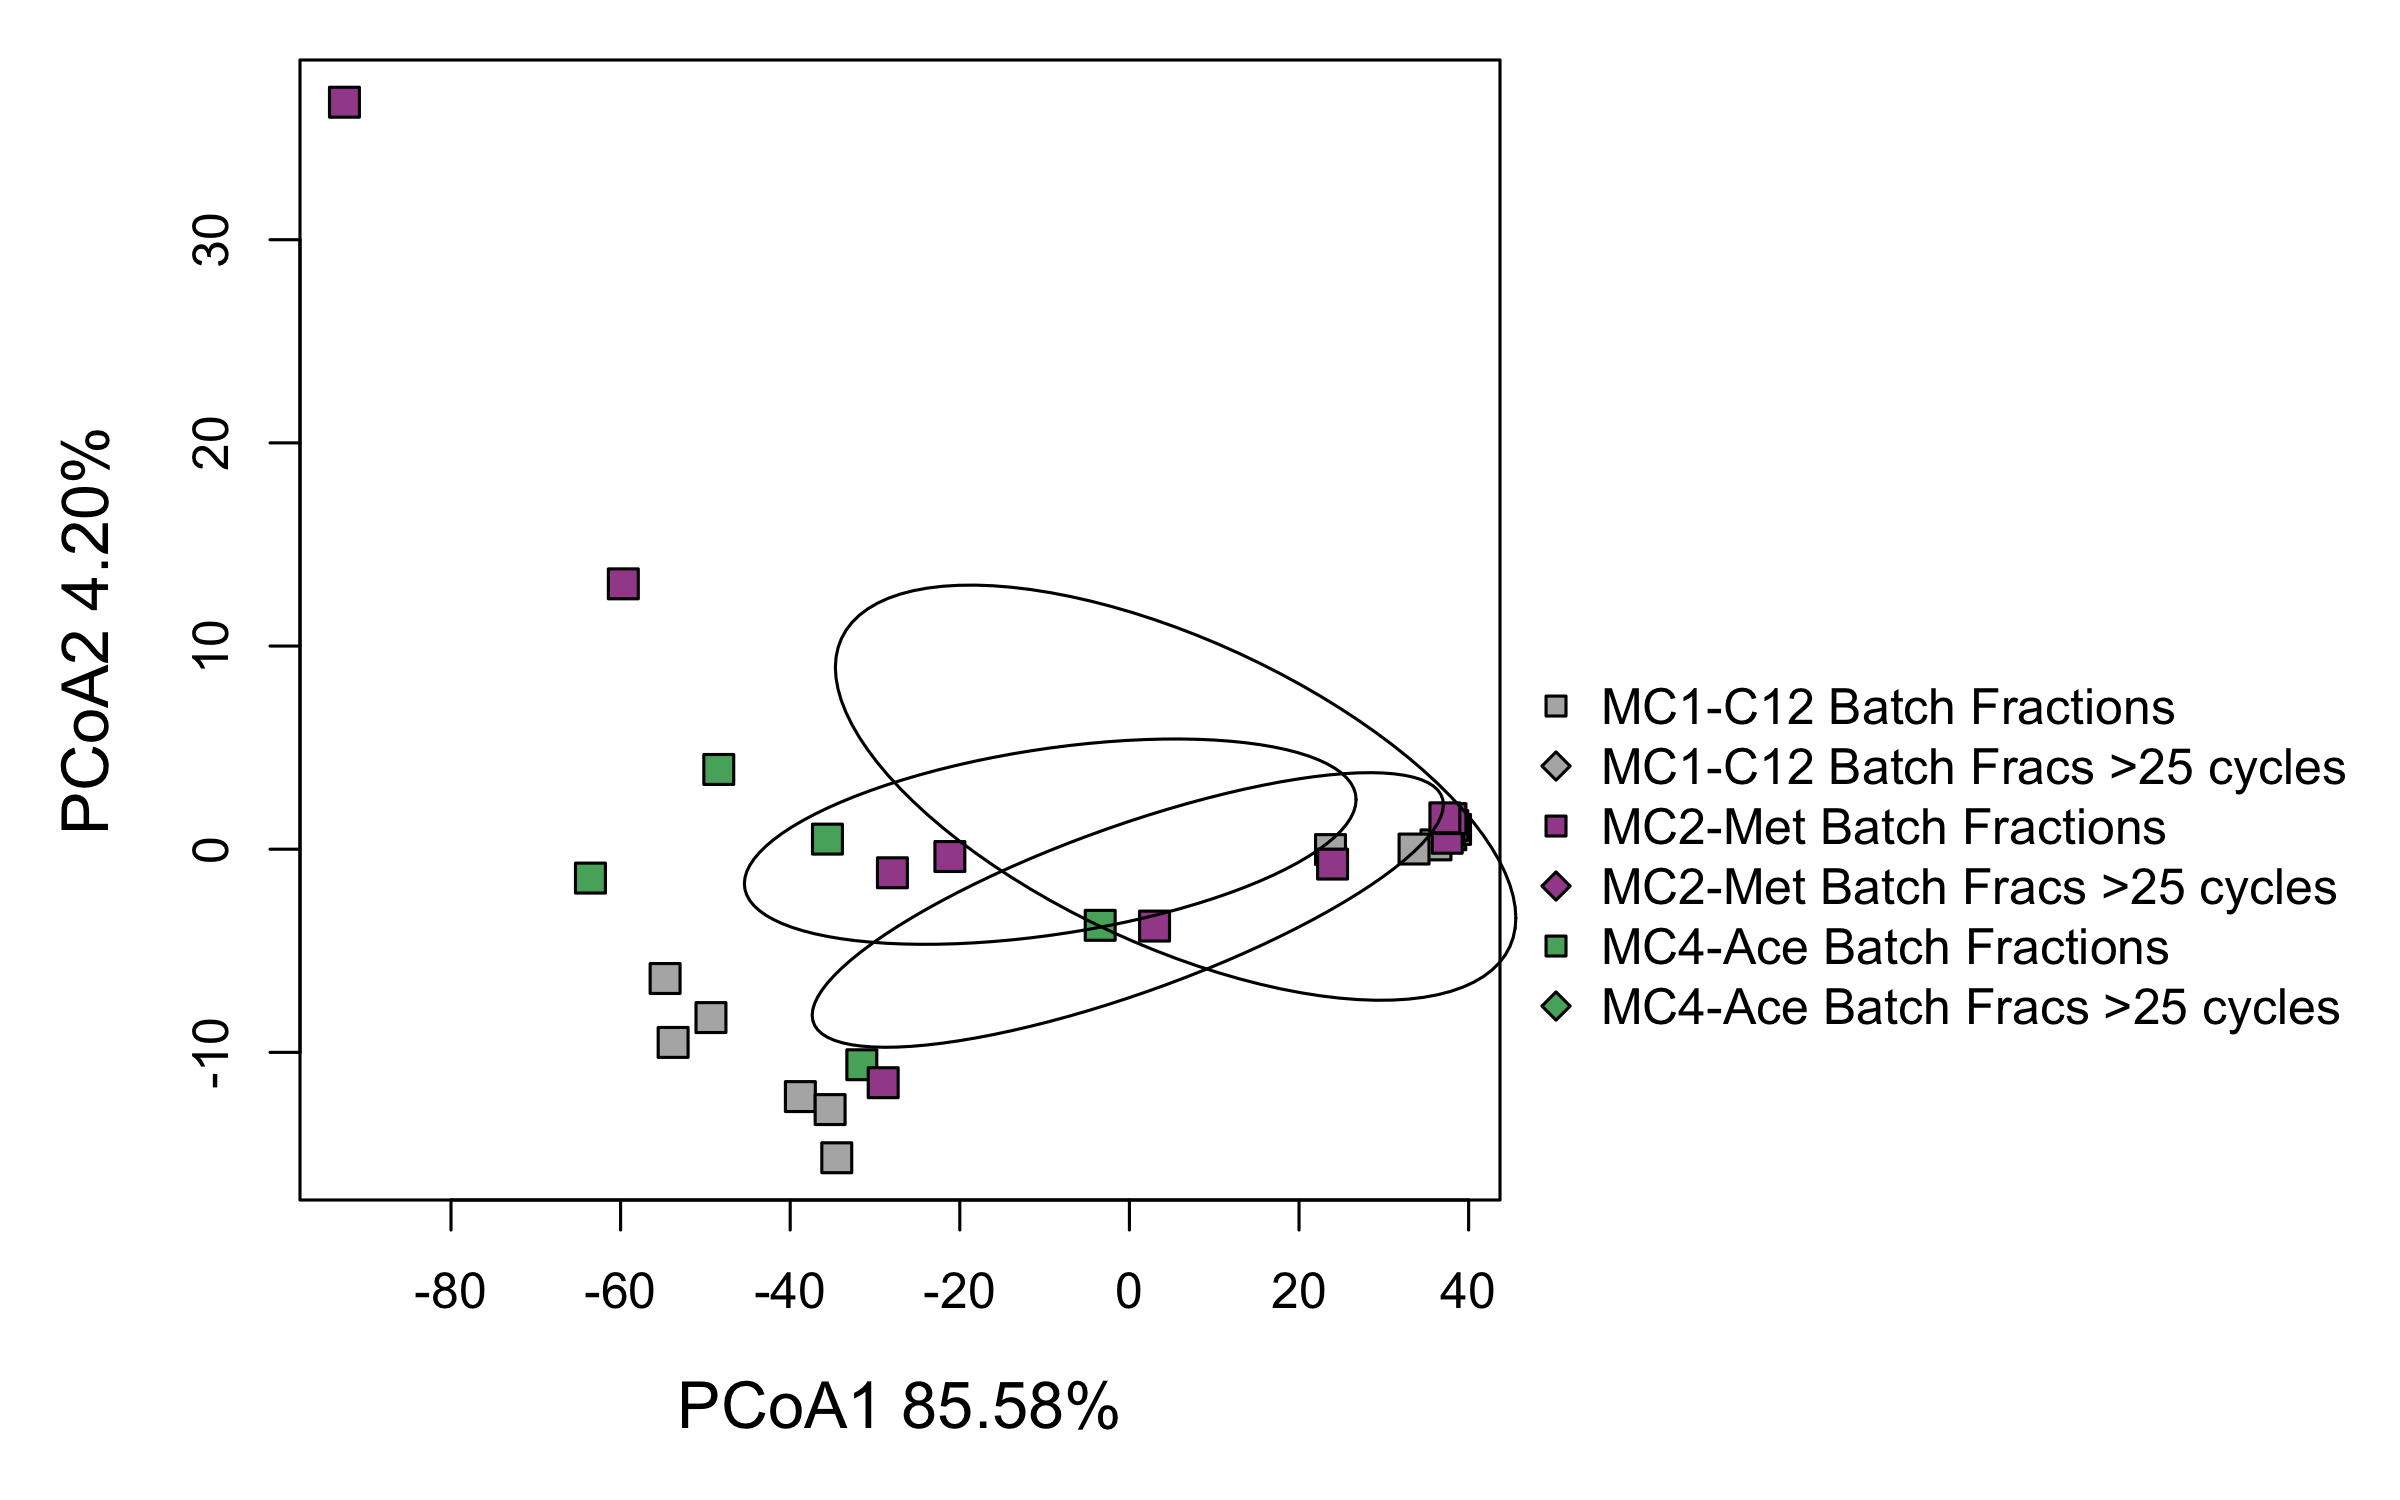 PCoA2 4.20%
30
20
10
0
-10
-80 -60 -40 -20 0 20 40
PCoA1 85.58%
MC1-C12 Batch Fractions
MC1-C12 Batch Fracs >25 cycles
MC2-Met Batch Fractions
MC2-Met Batch Fracs >25 cycles
MC4-Ace Batch Fractions
MC4-Ace Batch Fracs >25 cycles